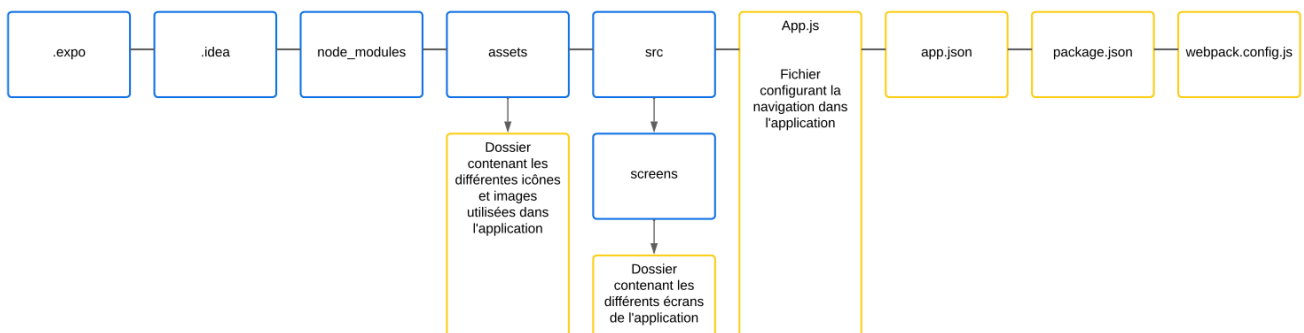 .expo
.idea
node_modules
assets
src
App.js
Fichier
configurant la
navigation dans
l'application
app.json
package.json
webpack.config.js
Dossier
contenant les
différentes icônes
et images
utilisées dans
l'application
screens
Dossier
contenant les
différents écrans
de l'application